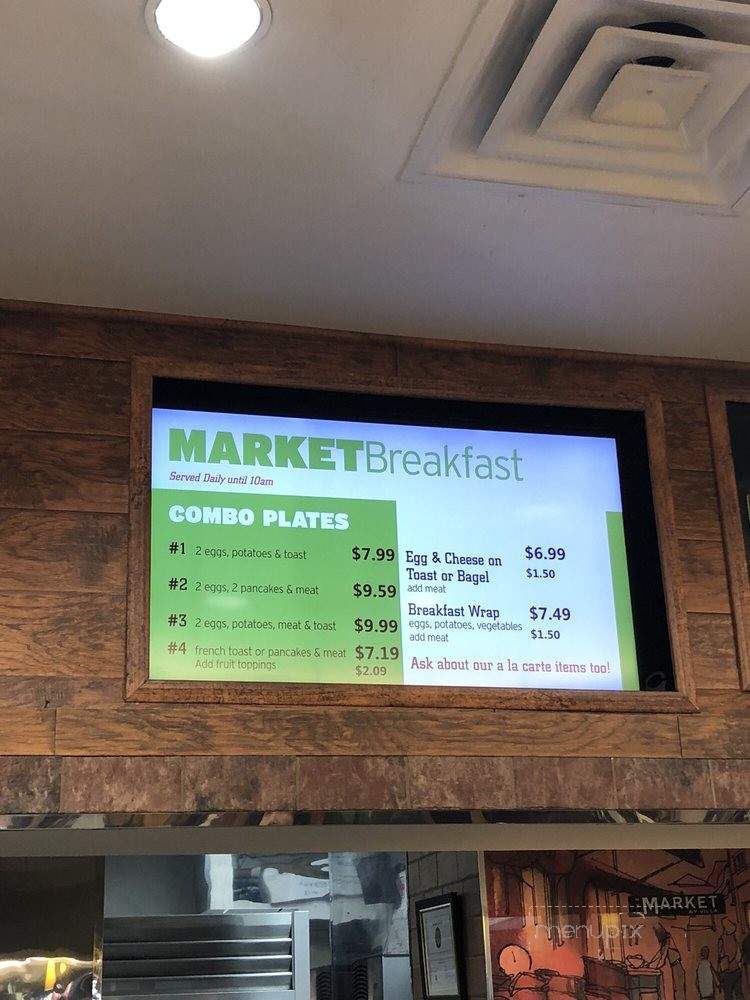 MARKETBreakfast
Served Daily until 10am
COMBO PLATES
#1 2 eggs, potatoes & toast $7.99
#2 2 eggs, 2 pancakes & meat $9.59
#3 2 eggs, potatoes, meat & toast $9.99
#4 french toast or pancakes & meat $7.19
Add fruit toppings $2.09
Egg & Cheese on $6.99
Toast or Bagel $1.50
add meat
Breakfast Wrap $7.49
eggs, potatoes, vegetables
add meat $1.50
Ask about our a la carte items too!
MARKET
BY VILLA
menupix